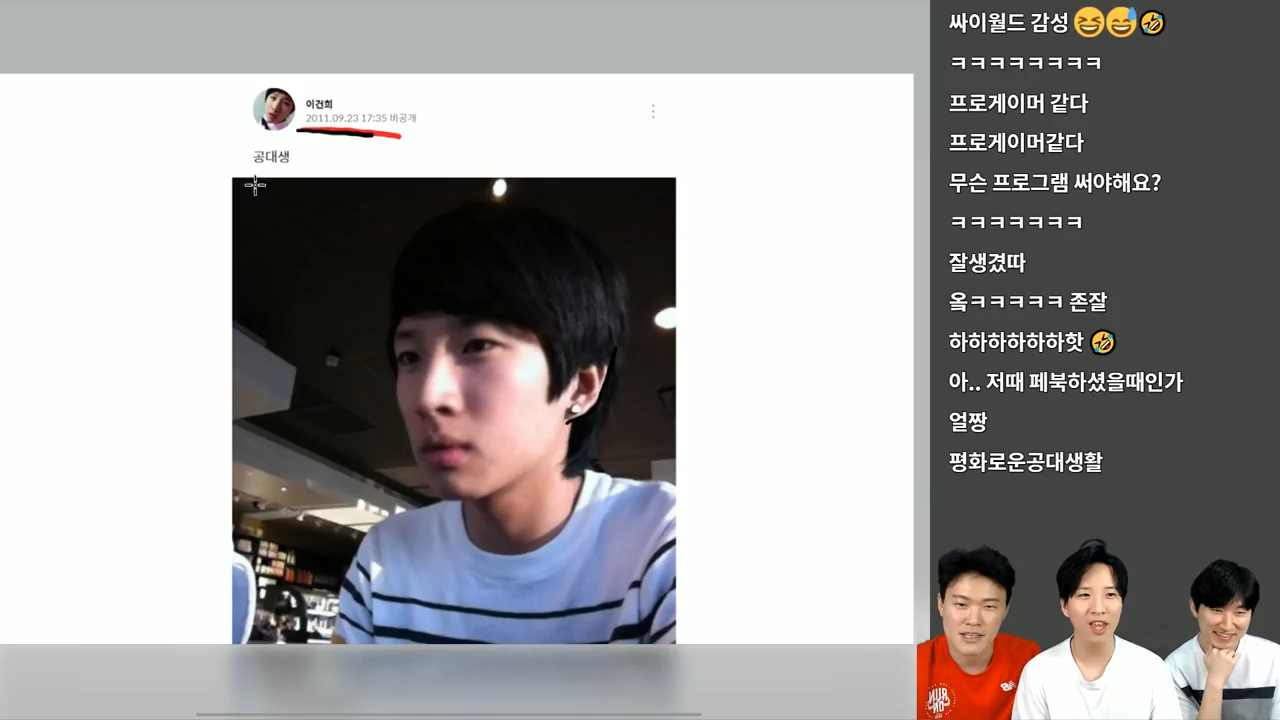 이건희
2011.09.23 17:35 비공개
공대생
싸이월드 감성 😆😅🤣
ㅋㅋㅋㅋㅋㅋㅋㅋ
프로게이머 같다
프로게이머같다
무슨 프로그램 써야해요?
ㅋㅋㅋㅋㅋㅋㅋ
잘생겼따
옼ㅋㅋㅋㅋㅋ 존잘
하하하하하하핫 🤣
아.. 저때 페북하셨을때인가
얼짱
평화로운공대생활